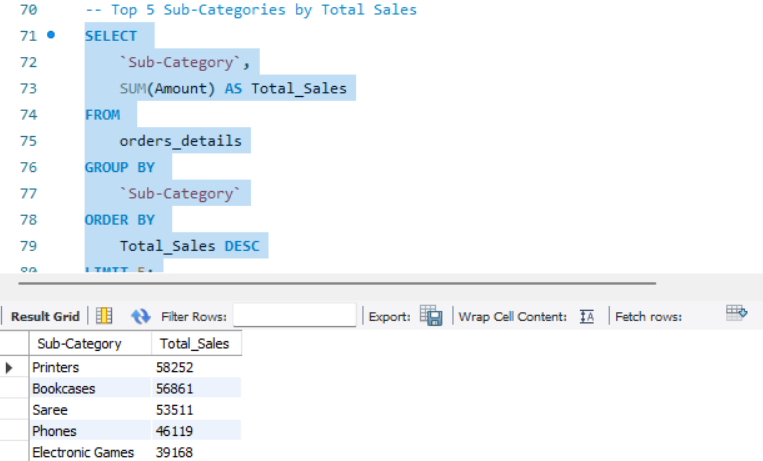 70 -- Top 5 Sub-Categories by Total Sales
71 SELECT
72 `Sub-Category`,
73 SUM(Amount) AS Total_Sales
74 FROM
75 orders_details
76 GROUP BY
77 `Sub-Category`
78 ORDER BY
79 Total_Sales DESC
80 LIMIT 5;
Result Grid Filter Rows: Export: Wrap Cell Content: Fetch rows:
Sub-Category Total_Sales
Printers 58252
Bookcases 56861
Saree 53511
Phones 46119
Electronic Games 39168